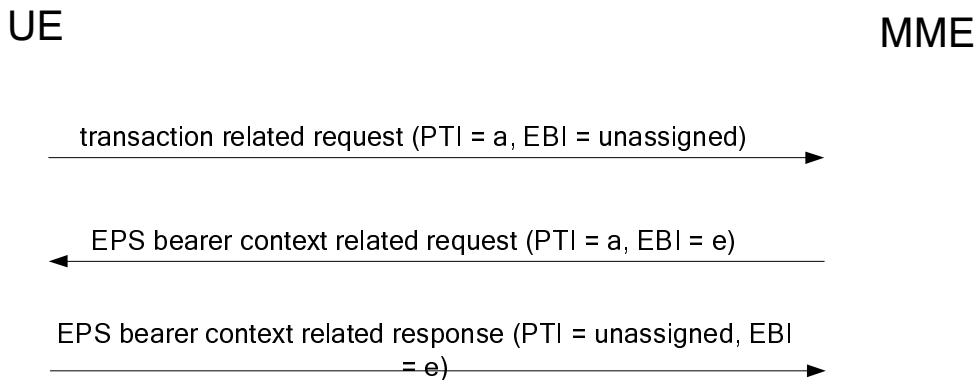 UE
MME
transaction related request (PTI = a, EBI = unassigned)
EPS bearer context related request (PTI = a, EBI = e)
EPS bearer context related response (PTI = unassigned, EBI
= e)